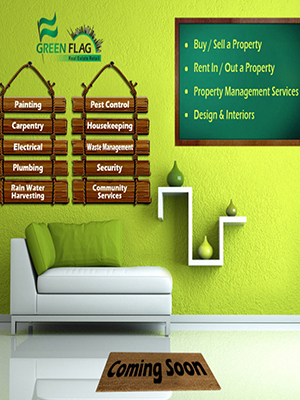 GREEN FLAG
Real Estate Retail
• Buy / Sell a Property
• Rent In / Out a Property
• Property Management Services
• Design & Interiors
Painting
Carpentry
Electrical
Plumbing
Rain Water
Harvesting
Pest Control
Housekeeping
Waste Management
Security
Community
Services
Coming Soon